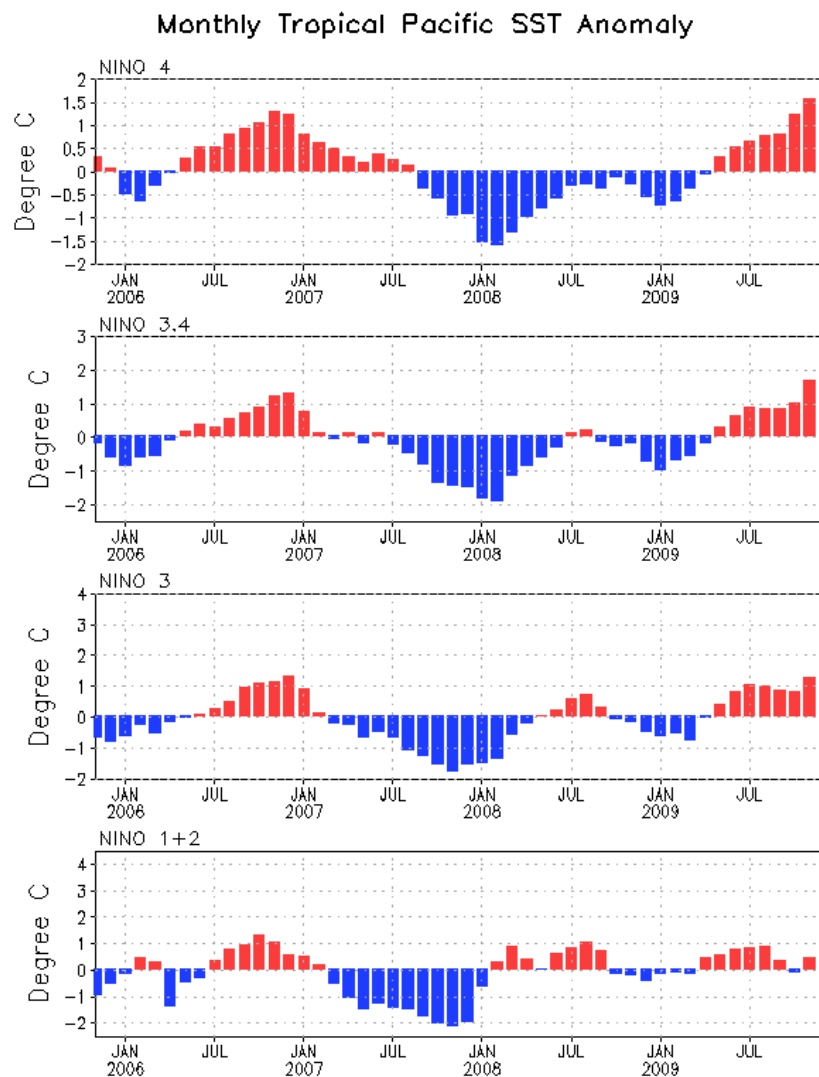 Monthly Tropical Pacific SST Anomaly
NINO 4
Degree C
2
1.5
1
0.5
0
−0.5
−1
−1.5
−2
JAN JUL JAN JUL JAN JUL JAN JUL
2006 2007 2008 2009
NINO 3.4
Degree C
3
2
1
0
−1
−2
JAN JUL JAN JUL JAN JUL JAN JUL
2006 2007 2008 2009
NINO 3
Degree C
4
3
2
1
0
−1
−2
JAN JUL JAN JUL JAN JUL JAN JUL
2006 2007 2008 2009
NINO 1+2
Degree C
4
3
2
1
0
−1
−2
JAN JUL JAN JUL JAN JUL JAN JUL
2006 2007 2008 2009